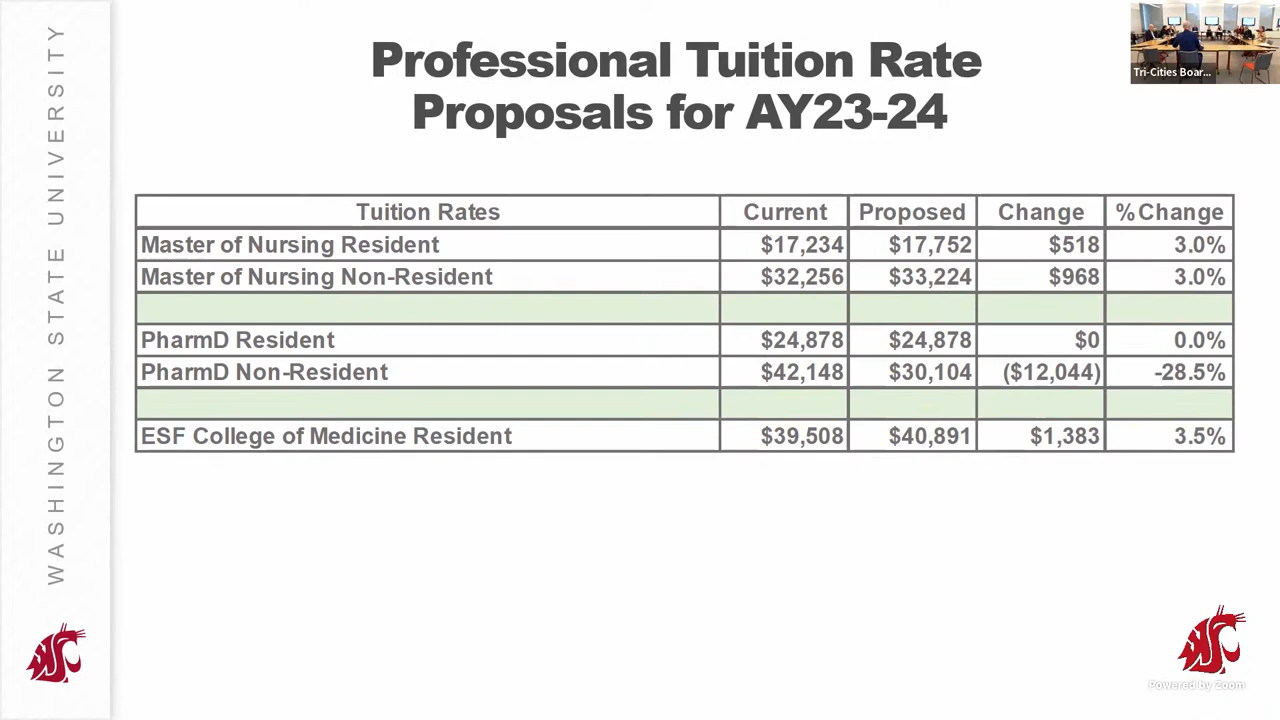 WASHINGTON STATE UNIVERSITY
Professional Tuition Rate
Proposals for AY23-24
Tri-Cities Boar...
Tuition Rates Current Proposed Change %Change
Master of Nursing Resident $17,234 $17,752 $518 3.0%
Master of Nursing Non-Resident $32,256 $33,224 $968 3.0%
PharmD Resident $24,878 $24,878 $0 0.0%
PharmD Non-Resident $42,148 $30,104 ($12,044) -28.5%
ESF College of Medicine Resident $39,508 $40,891 $1,383 3.5%
Powered by Zoom